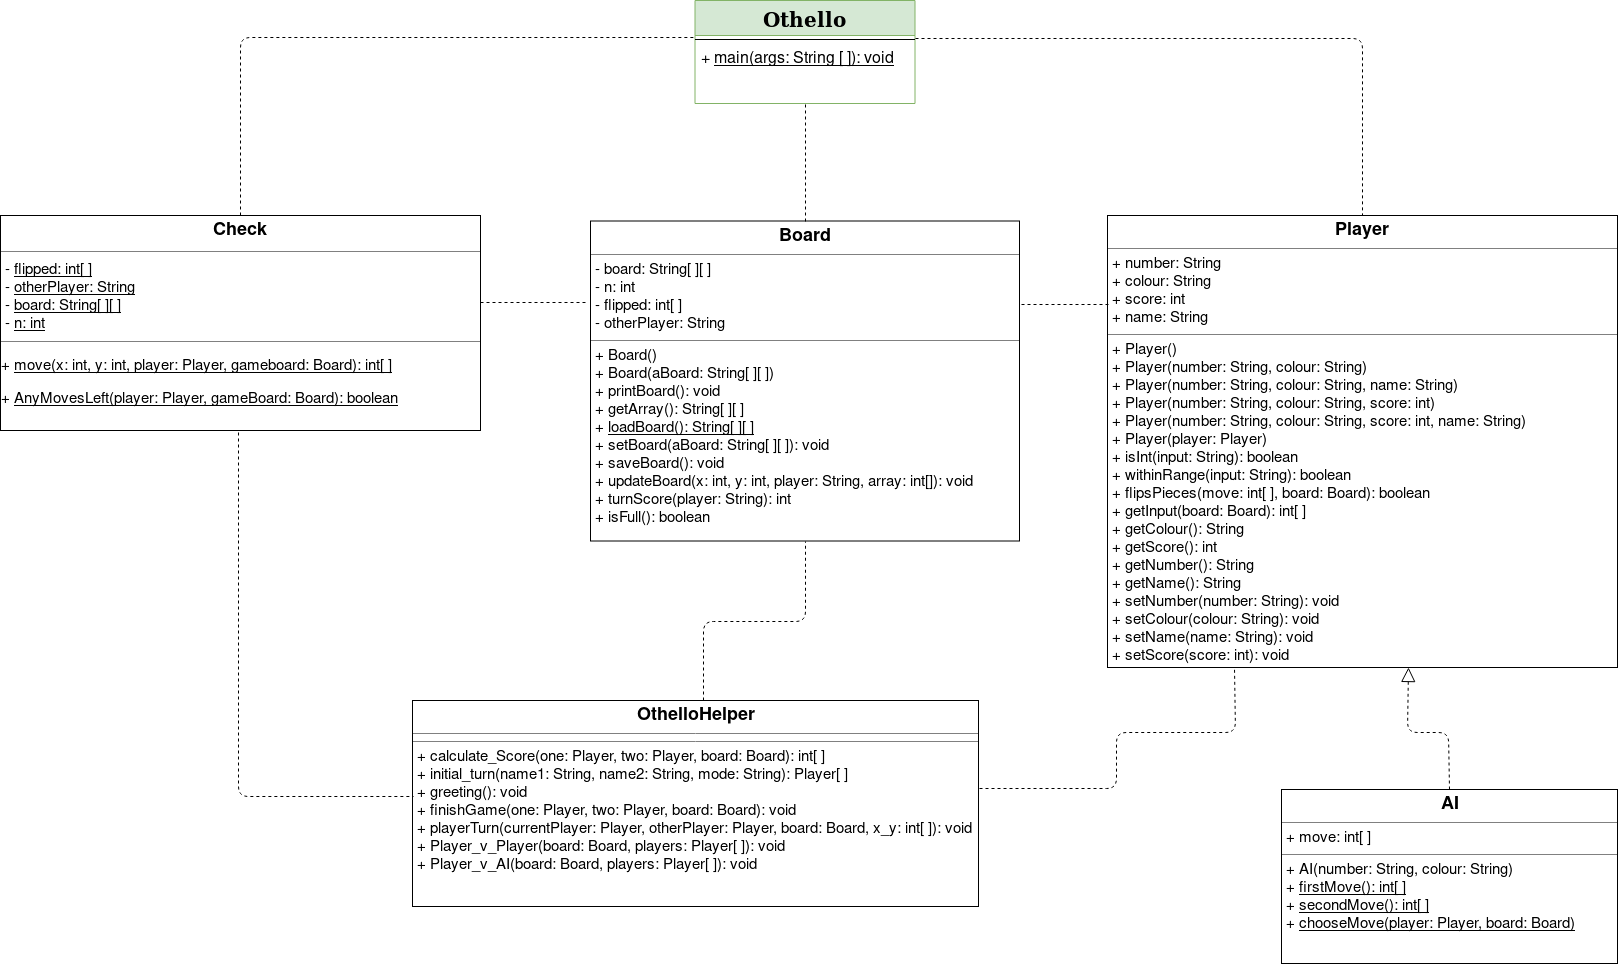 Othello
+ main(args: String [ ]): void
Check
- flipped: int[ ]
- otherPlayer: String
- board: String[ ][ ]
- n: int
+ move(x: int, y: int, player: Player, gameboard: Board): int[ ]
+ AnyMovesLeft(player: Player, gameBoard: Board): boolean
Board
- board: String[ ][ ]
- n: int
- flipped: int[ ]
- otherPlayer: String
+ Board()
+ Board(aBoard: String[ ][ ])
+ printBoard(): void
+ getArray(): String[ ][ ]
+ loadBoard(): String[ ][ ]
+ setBoard(aBoard: String[ ][ ]): void
+ saveBoard(): void
+ updateBoard(x: int, y: int, player: String, array: int[]): void
+ turnScore(player: String): int
+ isFull(): boolean
Player
+ number: String
+ colour: String
+ score: int
+ name: String
+ Player()
+ Player(number: String, colour: String)
+ Player(number: String, colour: String, name: String)
+ Player(number: String, colour: String, score: int)
+ Player(number: String, colour: String, score: int, name: String)
+ Player(player: Player)
+ isInt(input: String): boolean
+ withinRange(input: String): boolean
+ flipsPieces(move: int[ ], board: Board): boolean
+ getInput(board: Board): int[ ]
+ getColour(): String
+ getScore(): int
+ getNumber(): String
+ getName(): String
+ setNumber(number: String): void
+ setColour(colour: String): void
+ setName(name: String): void
+ setScore(score: int): void
OthelloHelper
+ calculate_Score(one: Player, two: Player, board: Board): int[ ]
+ initial_turn(name1: String, name2: String, mode: String): Player[ ]
+ greeting(): void
+ finishGame(one: Player, two: Player, board: Board): void
+ playerTurn(currentPlayer: Player, otherPlayer: Player, board: Board, x_y: int[ ]): void
+ Player_v_Player(board: Board, players: Player[ ]): void
+ Player_v_AI(board: Board, players: Player[ ]): void
AI
+ move: int[ ]
+ AI(number: String, colour: String)
+ firstMove(): int[ ]
+ secondMove(): int[ ]
+ chooseMove(player: Player, board: Board)